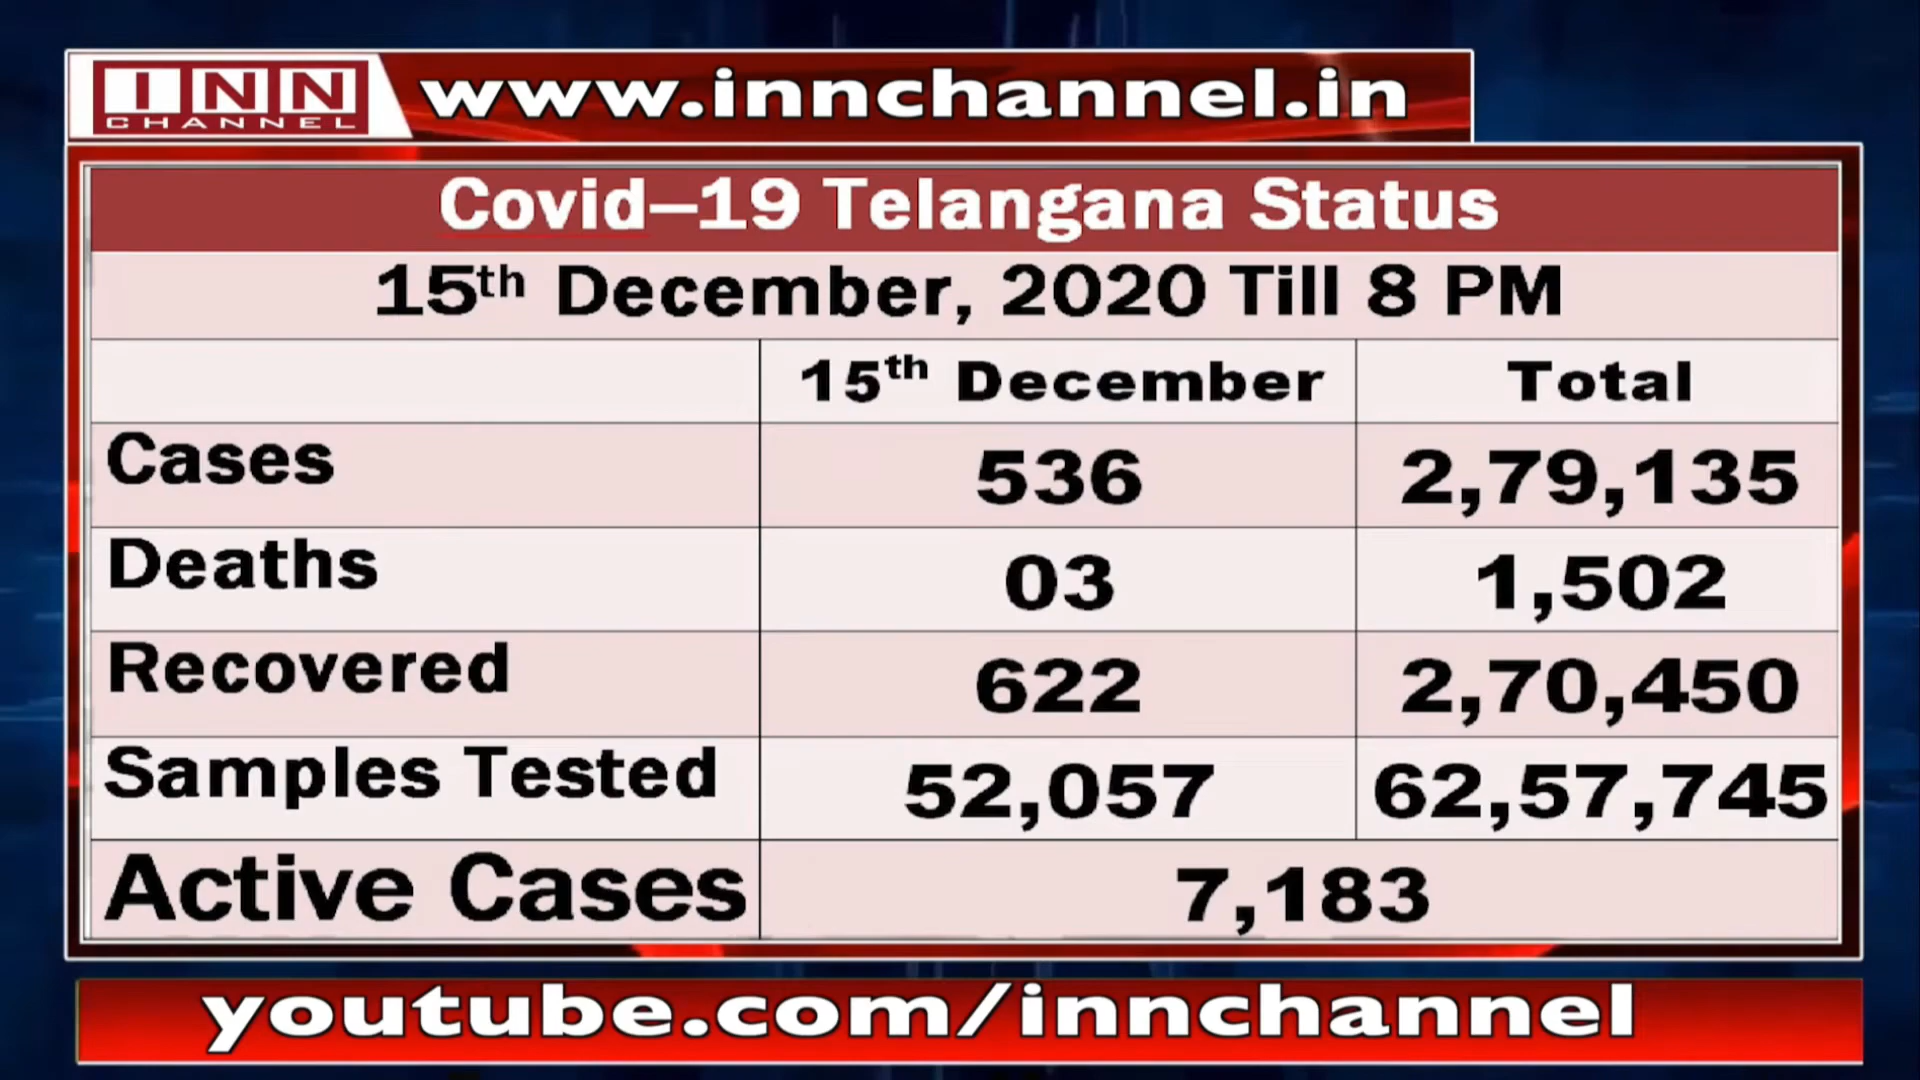 INN
CHANNEL
www.innchannel.in
Covid–19 Telangana Status
15th December, 2020 Till 8 PM
15th December Total
Cases 536 2,79,135
Deaths 03 1,502
Recovered 622 2,70,450
Samples Tested 52,057 62,57,745
Active Cases 7,183
youtube.com/innchannel